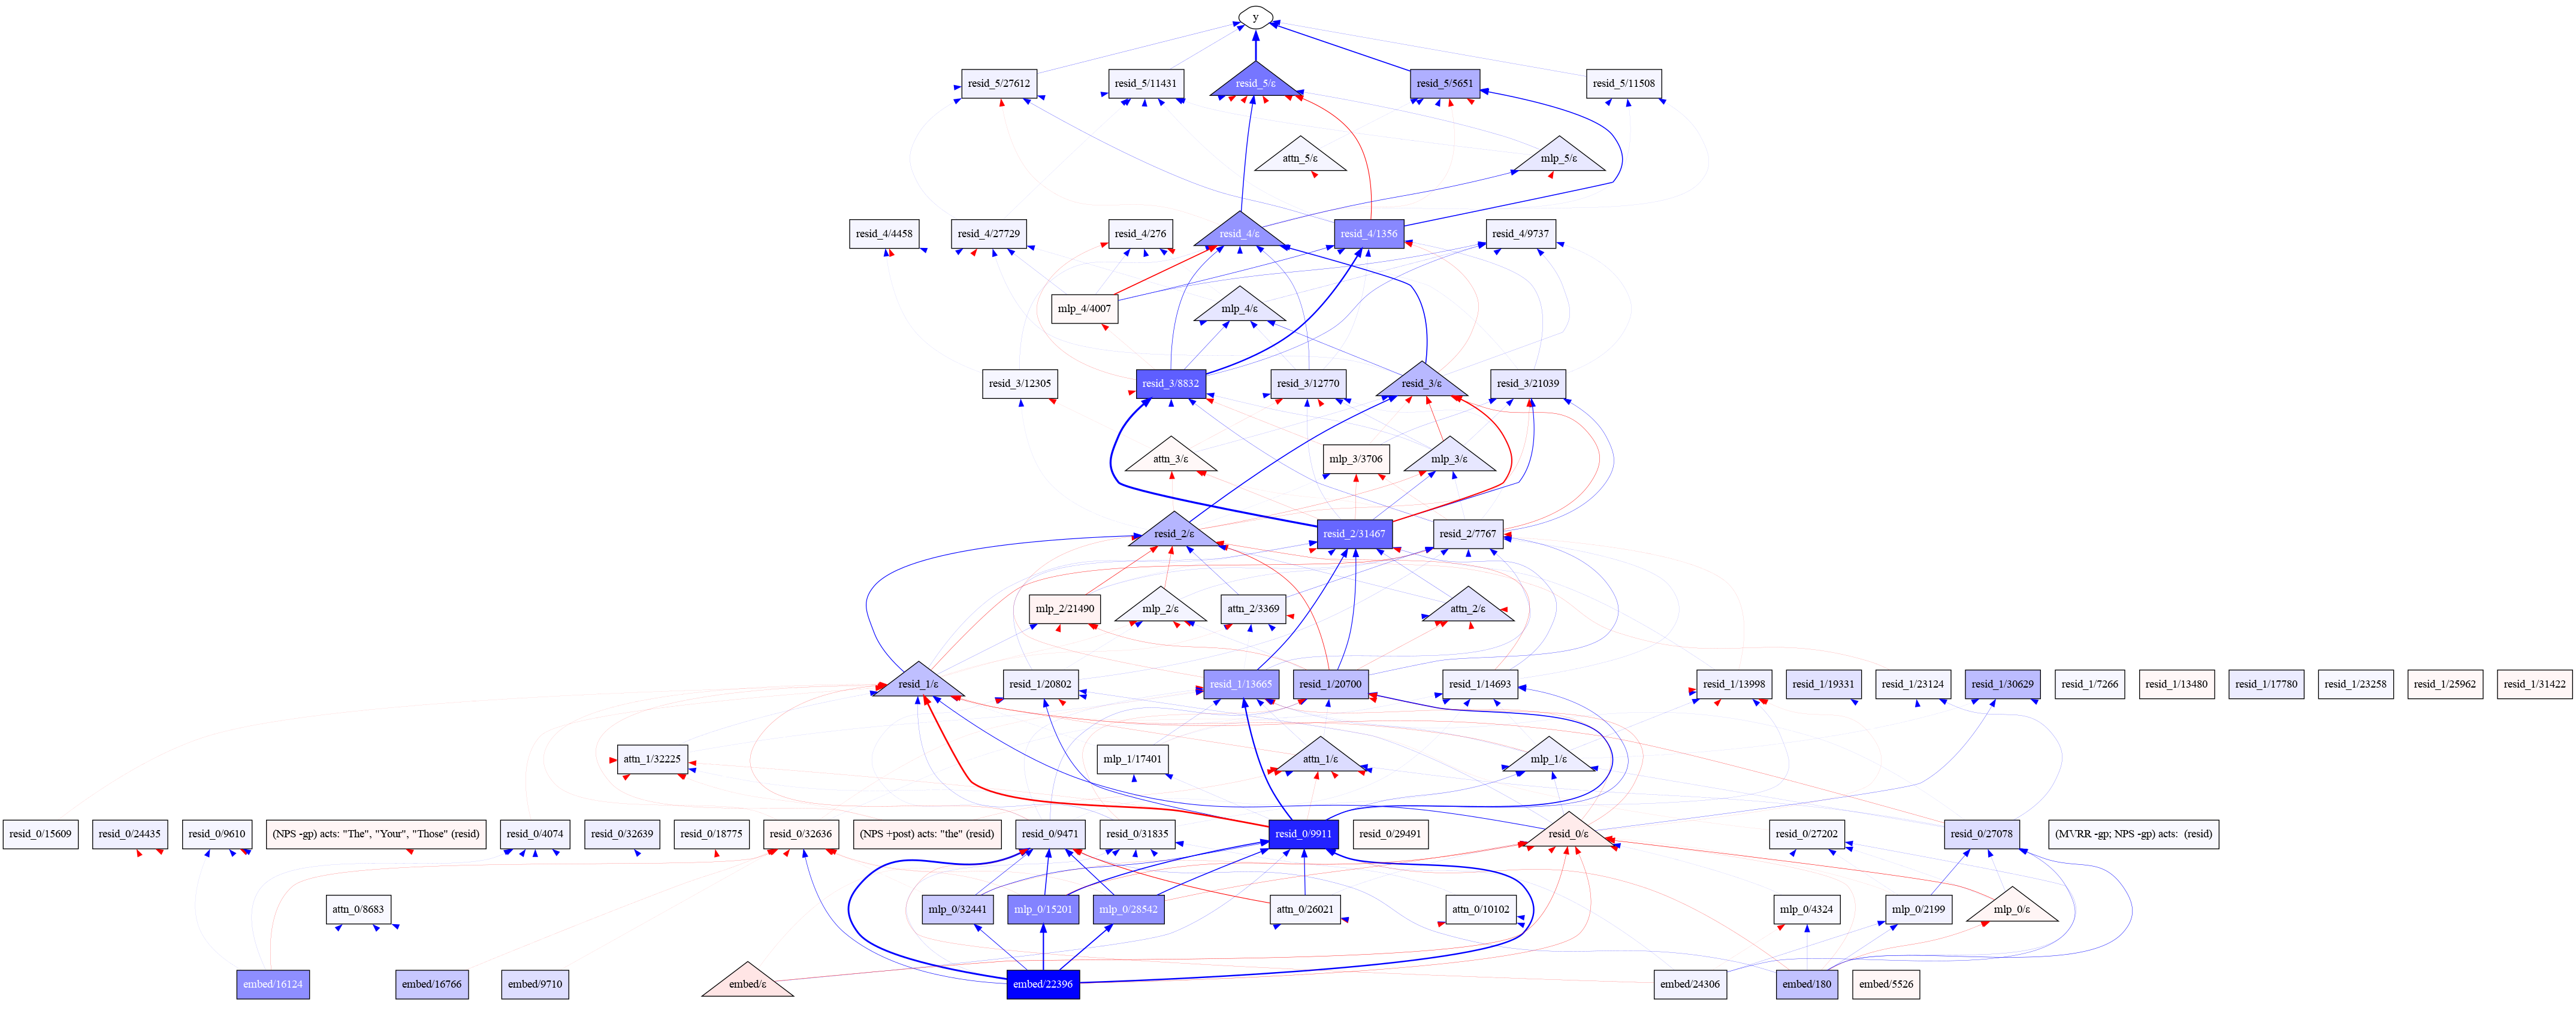 y
resid_5/27612
resid_5/11431
resid_5/ε
resid_5/5651
resid_5/11508
attn_5/ε
mlp_5/ε
resid_4/4458
resid_4/27729
resid_4/276
resid_4/ε
resid_4/1356
resid_4/9737
mlp_4/4007
mlp_4/ε
resid_3/12305
resid_3/8832
resid_3/12770
resid_3/ε
resid_3/21039
attn_3/ε
mlp_3/3706
mlp_3/ε
resid_2/ε
resid_2/31467
resid_2/7767
mlp_2/21490
mlp_2/ε
attn_2/3369
attn_2/ε
resid_1/ε
resid_1/20802
resid_1/13665
resid_1/20700
resid_1/14693
resid_1/13998
resid_1/19331
resid_1/23124
resid_1/30629
resid_1/7266
resid_1/13480
resid_1/17780
resid_1/23258
resid_1/25962
resid_1/31422
attn_1/32225
mlp_1/17401
attn_1/ε
mlp_1/ε
resid_0/15609
resid_0/24435
resid_0/9610
(NPS -gp) acts: "The", "Your", "Those" (resid)
resid_0/4074
resid_0/32639
resid_0/18775
resid_0/32636
(NPS +post) acts: "the" (resid)
resid_0/9471
resid_0/31835
resid_0/9911
resid_0/29491
resid_0/ε
resid_0/27202
resid_0/27078
(MVRR -gp; NPS -gp) acts: (resid)
attn_0/8683
mlp_0/32441
mlp_0/15201
mlp_0/28542
attn_0/26021
attn_0/10102
mlp_0/4324
mlp_0/2199
mlp_0/ε
embed/16124
embed/16766
embed/9710
embed/ε
embed/22396
embed/24306
embed/180
embed/5526